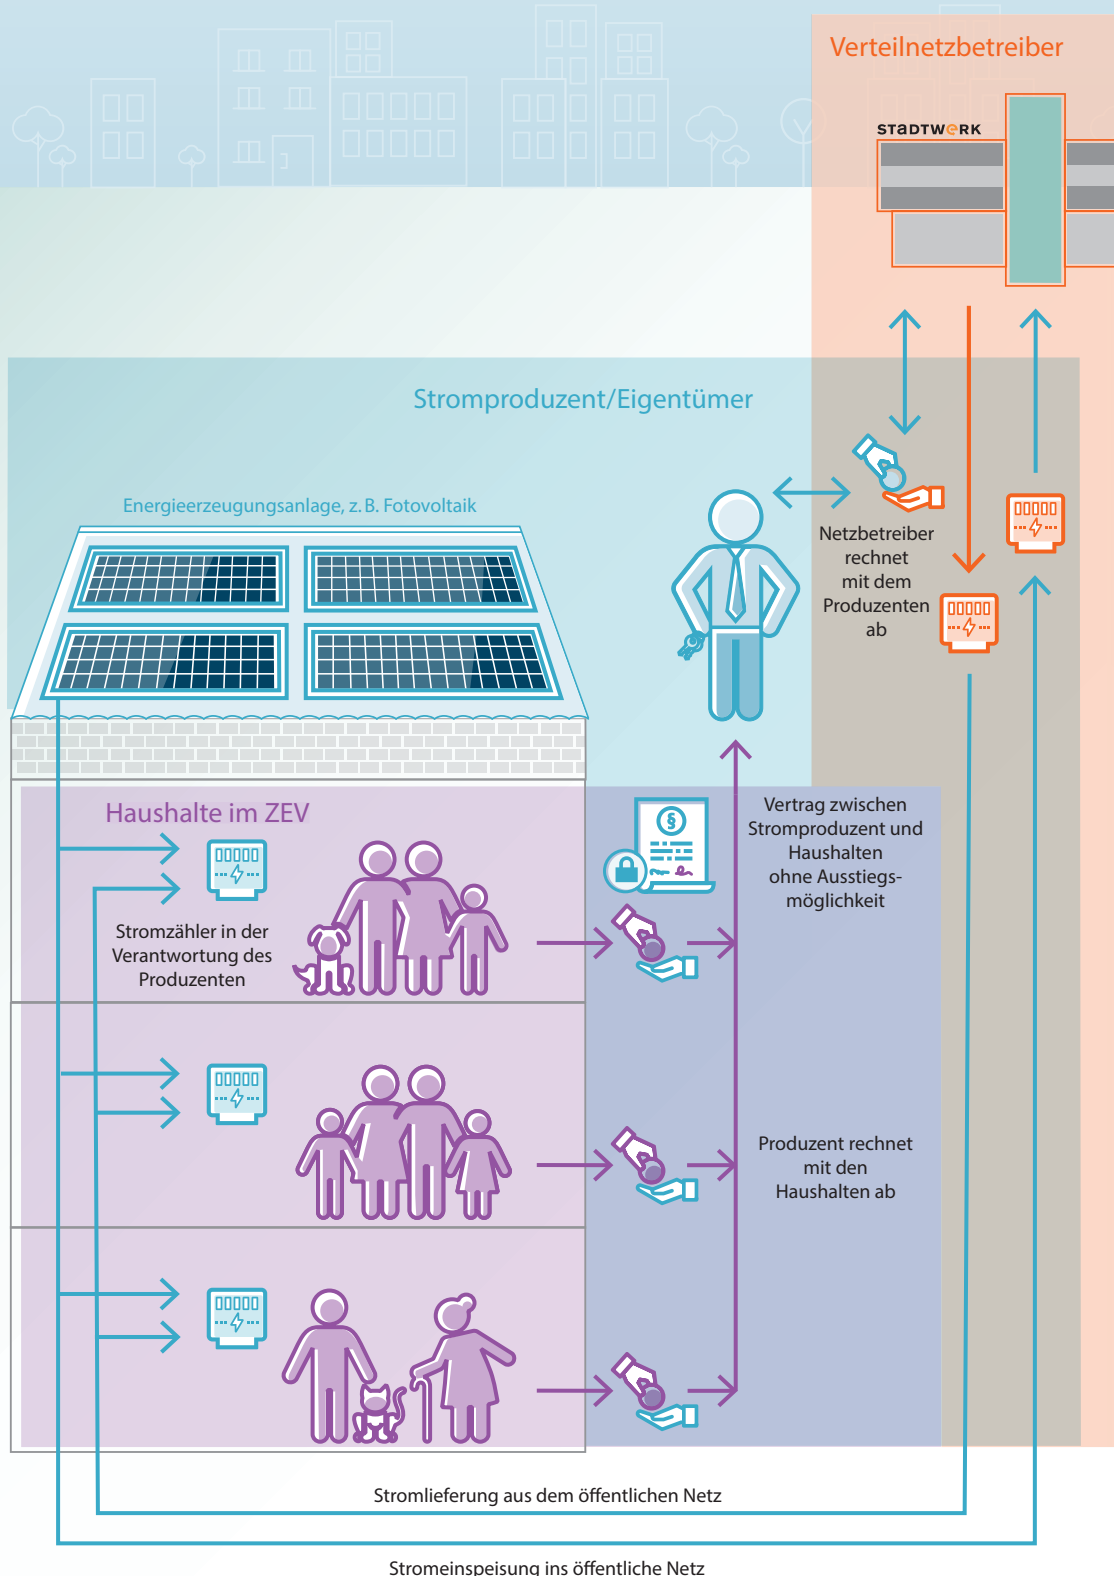 Verteilnetzbetreiber
STADTWERK
Stromproduzent/Eigentümer
Energieerzeugungsanlage, z. B. Fotovoltaik
Netzbetreiber
rechnet
mit dem
Produzenten
ab
Haushalte im ZEV
§
Vertrag zwischen
Stromproduzent und
Haushalten
ohne Ausstiegs-
möglichkeit
Stromzähler in der
Verantwortung des
Produzenten
Produzent rechnet
mit den
Haushalten ab
Stromlieferung aus dem öffentlichen Netz
Stromeinspeisung ins öffentliche Netz